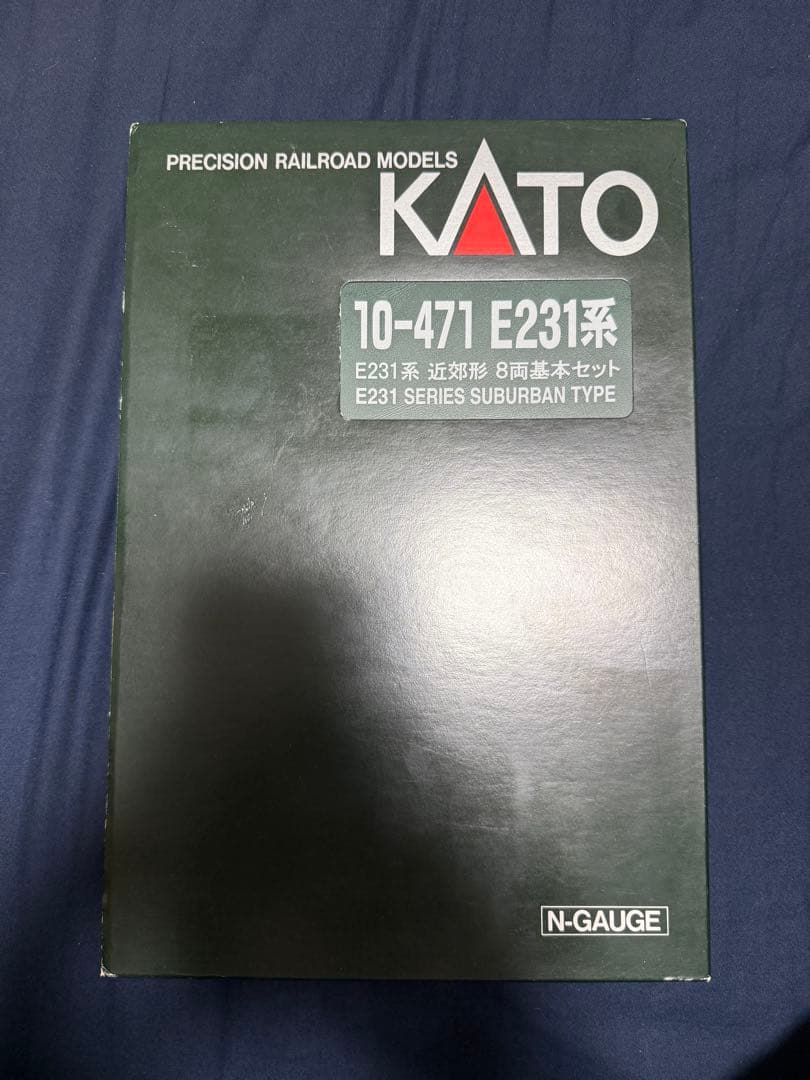 PRECISION RAILROAD MODELS
KATO
10-471 E231系
E231系 近郊形 8両基本セット
E231 SERIES SUBURBAN TYPE
N-GAUGE